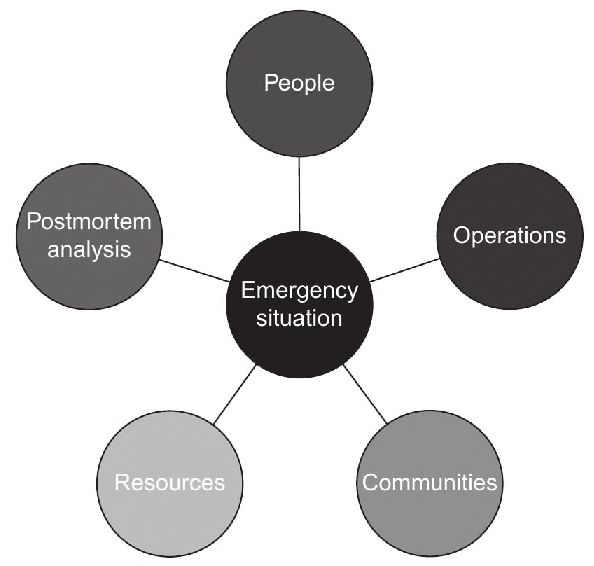 People
Operations
Communities
Resources
Postmortem
analysis
Emergency
situation